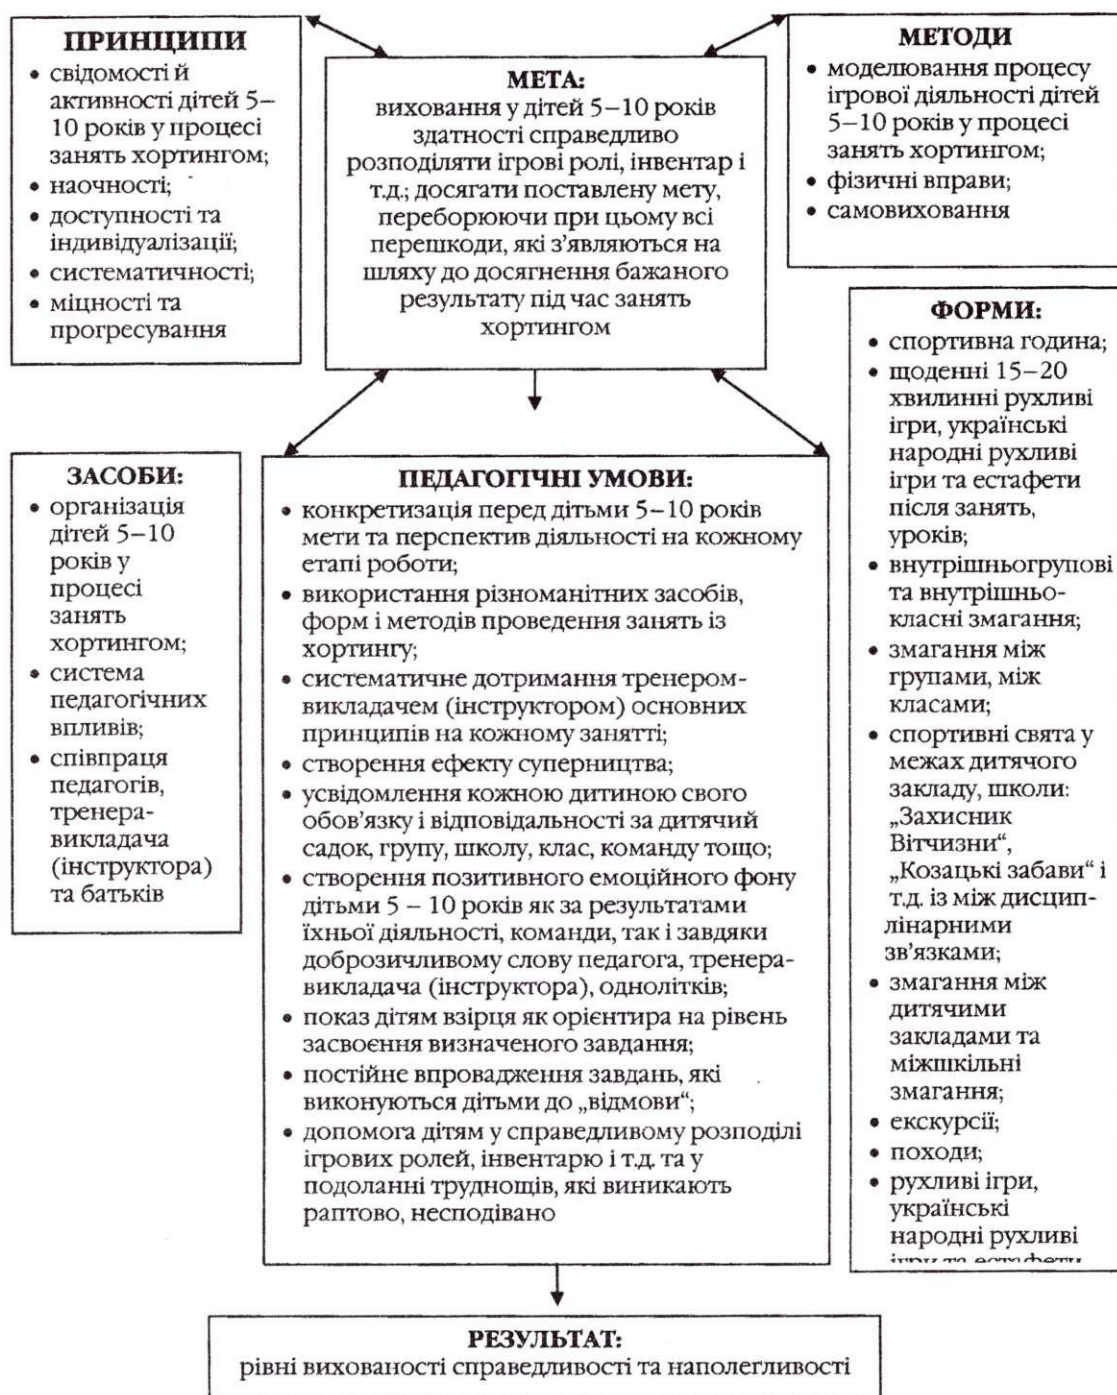 ПРИНЦИПИ
• свідомості й
активності дітей 5–
10 років у процесі
занять хортингом;
• наочності;
• доступності та
індивідуалізації;
• систематичності;
• міцності та
прогресування
МЕТА:
виховання у дітей 5–10 років
здатності справедливо
розподіляти ігрові ролі, інвентар і
т.д.; досягати поставлену мету,
переборюючи при цьому всі
перешкоди, які з’являються на
шляху до досягнення бажаного
результату під час занять
хортингом
МЕТОДИ
• моделювання процесу
ігрової діяльності дітей
5–10 років у процесі
занять хортингом;
• фізичні вправи;
• самовиховання
ЗАСОБИ:
• організація
дітей 5–10
років у
процесі
занять
хортингом;
• система
педагогічних
впливів;
• співпраця
педагогів,
тренера-
викладача
(інструктора)
та батьків
ПЕДАГОГІЧНІ УМОВИ:
• конкретизація перед дітьми 5–10 років
мети та перспектив діяльності на кожному
етапі роботи;
• використання різноманітних засобів,
форм і методів проведення занять із
хортингу;
• систематичне дотримання тренером-
викладачем (інструктором) основних
принципів на кожному занятті;
• створення ефекту суперництва;
• усвідомлення кожною дитиною свого
обов’язку і відповідальності за дитячий
садок, групу, школу, клас, команду тощо;
• створення позитивного емоційного фону
дітьми 5 – 10 років як за результатами
їхньої діяльності, команди, так і завдяки
доброзичливому слову педагога, тренера-
викладача (інструктора), однолітків;
• показ дітям взірця як орієнтира на рівень
засвоєння визначеного завдання;
• постійне впровадження завдань, які
виконуються дітьми до „відмови“;
• допомога дітям у справедливому розподілі
ігрових ролей, інвентарю і т.д. та у
подоланні труднощів, які виникають
раптово, несподівано
ФОРМИ:
• спортивна година;
• щоденні 15–20
хвилинні рухливі
ігри, українські
народні рухливі
ігри та естафети
після занять,
уроків;
• внутрішньогрупові
та внутрішньо-
класні змагання;
• змагання між
групами, між
класами;
• спортивні свята у
межах дитячого
закладу, школи:
„Захисник
Вітчизни“,
„Козацькі забави“ і
т.д. із між дисцип-
лінарними
зв’язками;
• змагання між
дитячими
закладами та
міжшкільні
змагання;
• екскурсії;
• походи;
• рухливі ігри,
українські
народні рухливі
ігри та естафети
РЕЗУЛЬТАТ:
рівні вихованості справедливості та наполегливості